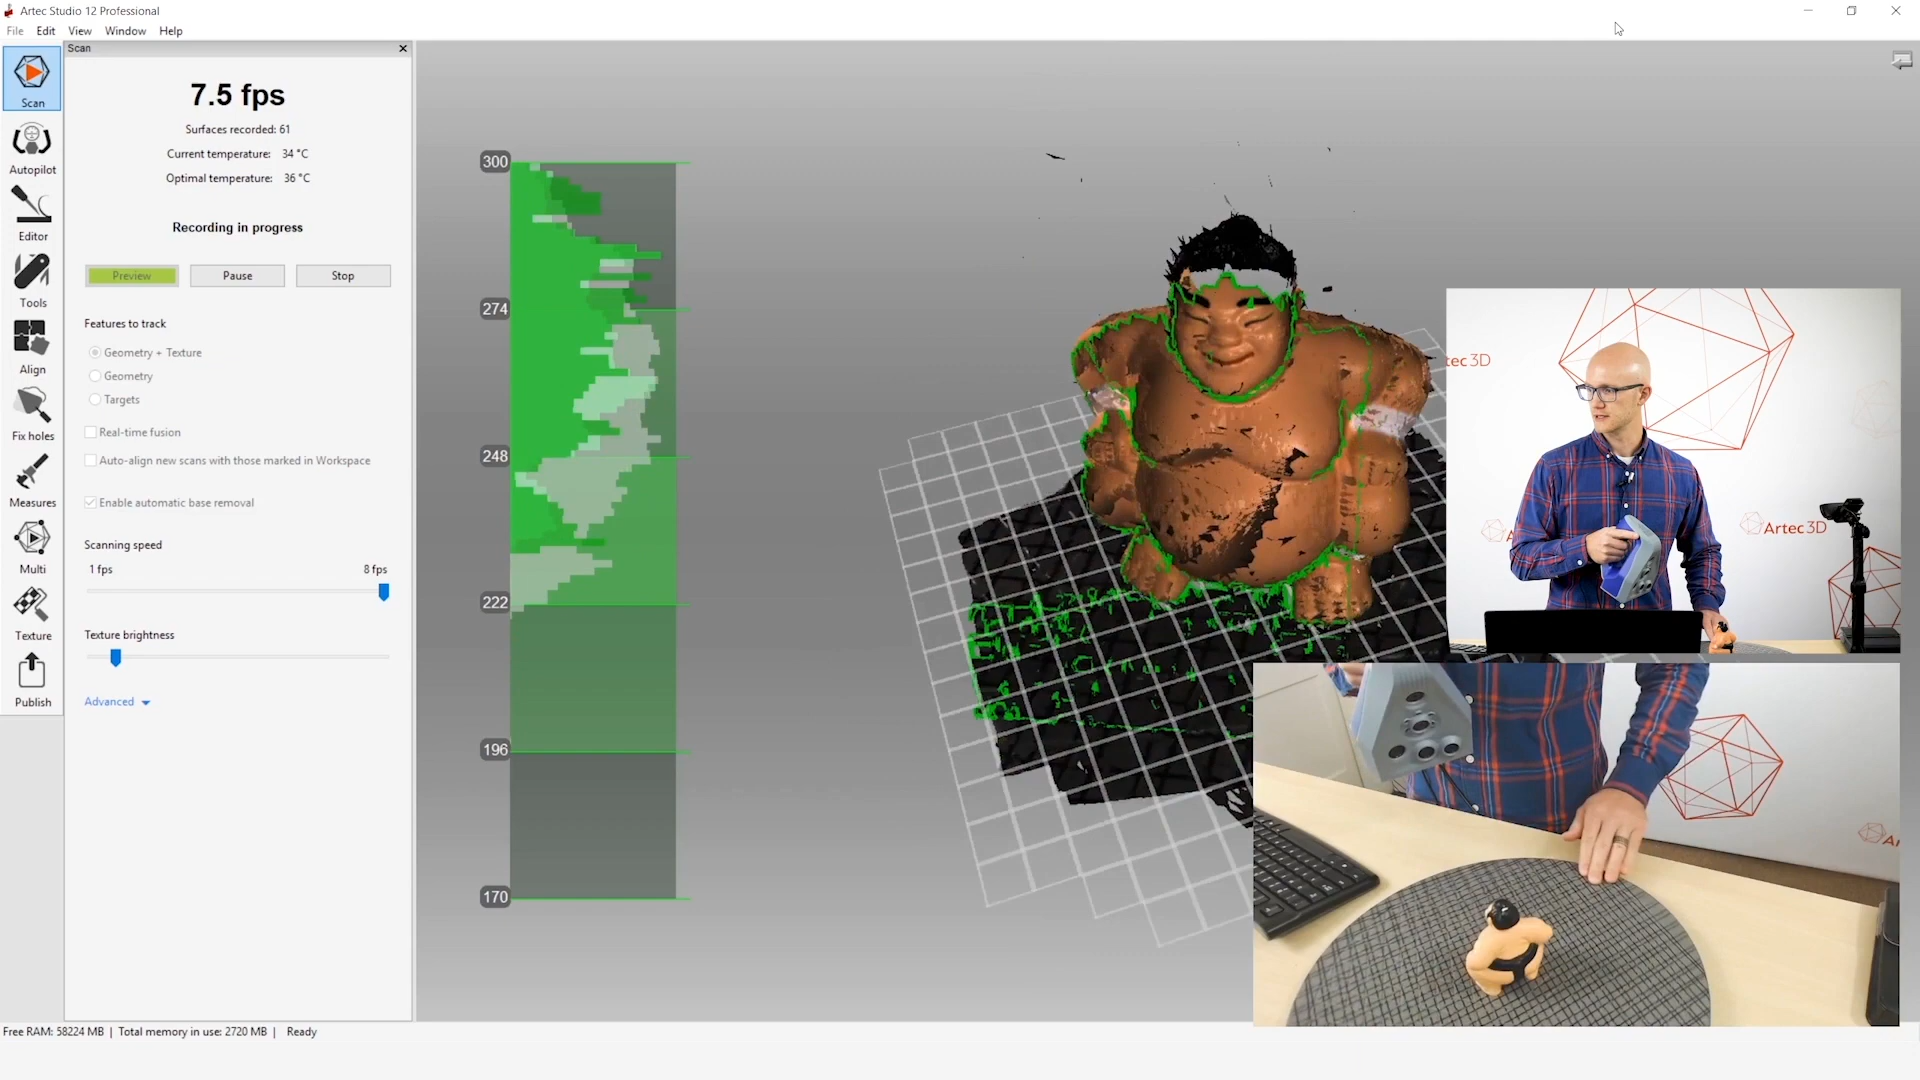 Artec Studio 12 Professional
File Edit View Window Help
Scan
Scan
Autopilot
Editor
Tools
Align
Fix holes
Measures
Multi
Texture
Publish
7.5 fps
Surfaces recorded: 61
Current temperature: 34 °C
Optimal temperature: 36 °C
Recording in progress
Preview Pause Stop
Features to track
Geometry + Texture
Geometry
Targets
Real-time fusion
Auto-align new scans with those marked in Workspace
Enable automatic base removal
Scanning speed
1 fps 8 fps
Texture brightness
Advanced
300
274
248
222
196
170
tec 3D
Artec 3D
Free RAM: 58224 MB | Total memory in use: 2720 MB | Ready